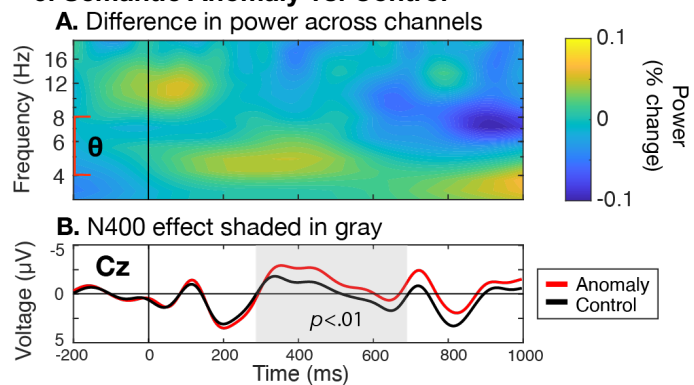 A. Difference in power across channels
Frequency (Hz)
16
12
8
6
4
θ
0.1
0
-0.1
Power
(% change)
B. N400 effect shaded in gray
Voltage (μV)
-5
0
5
Cz
p<.01
-200
0
200
400
600
800
1000
Time (ms)
Anomaly
Control